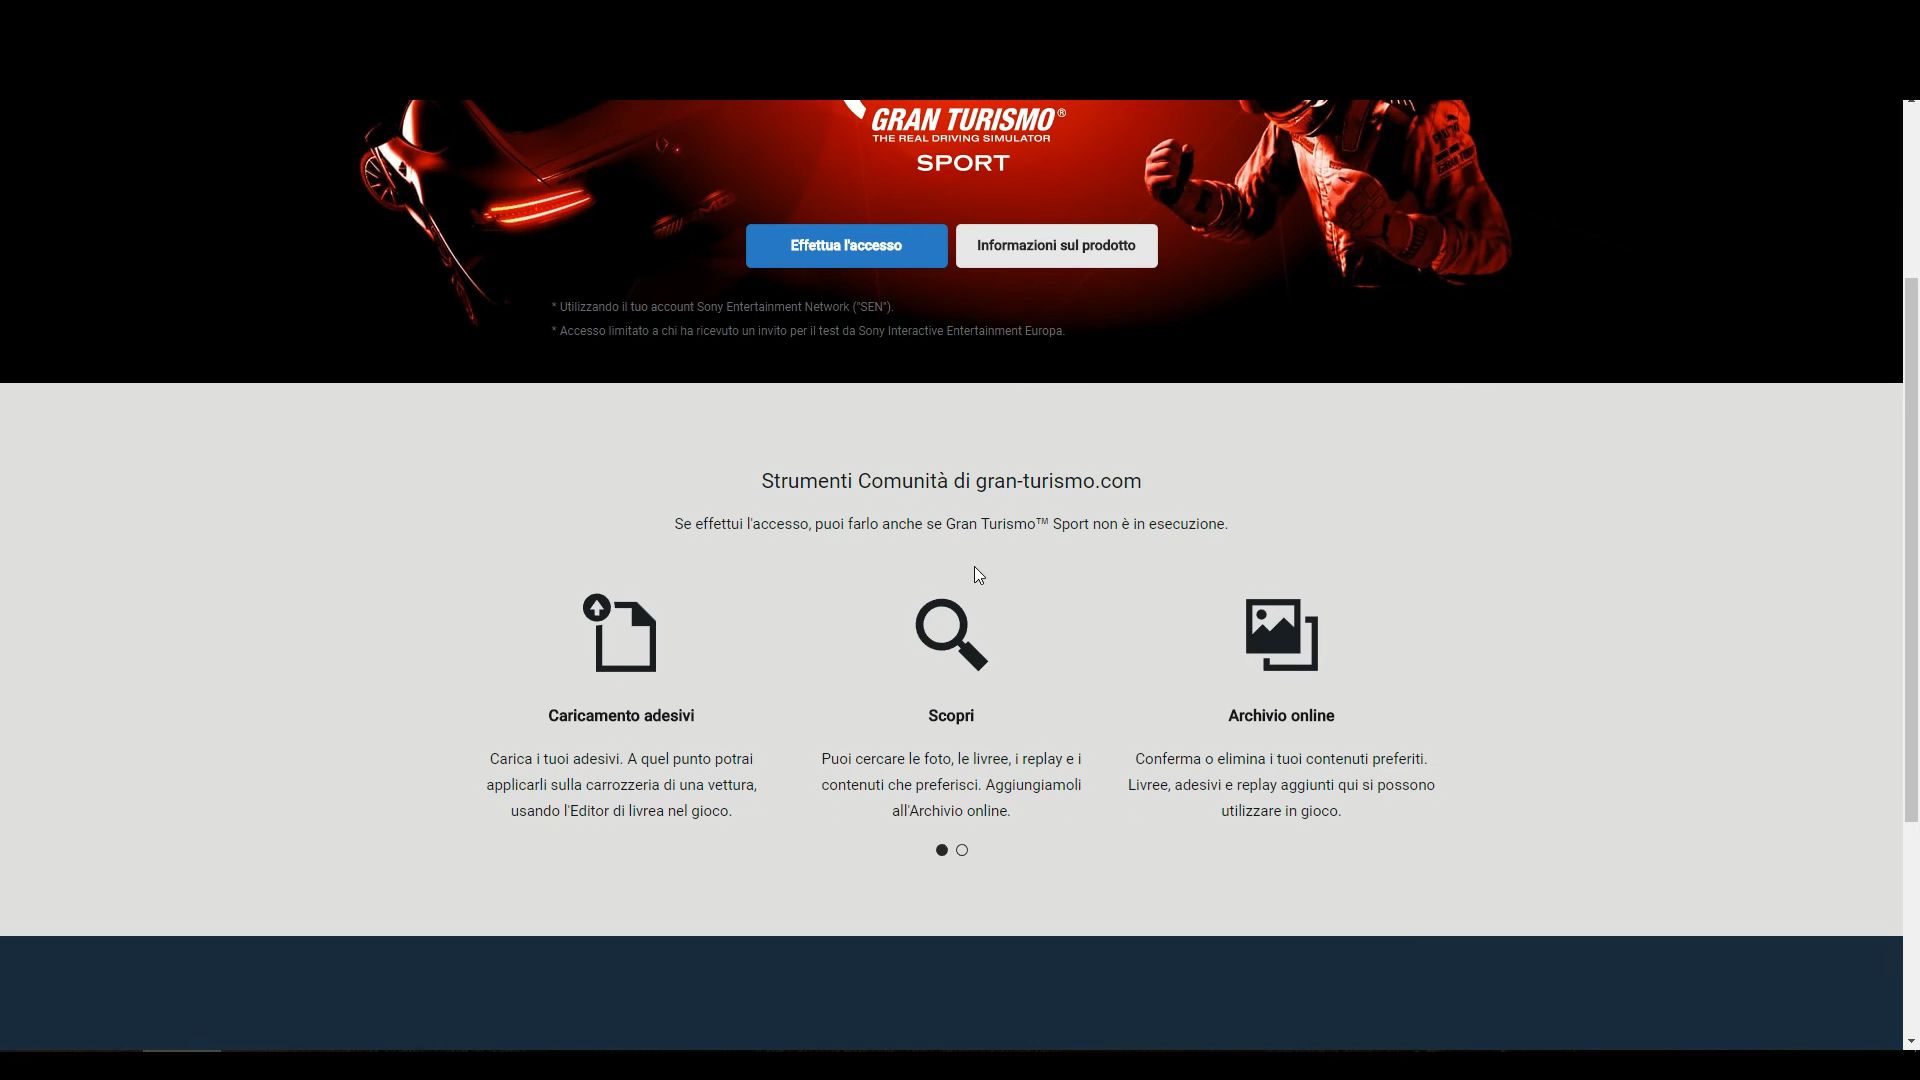 GRAN TURISMO®
THE REAL DRIVING SIMULATOR
SPORT
Effettua l'accesso
Informazioni sul prodotto
* Utilizzando il tuo account Sony Entertainment Network ("SEN").
* Accesso limitato a chi ha ricevuto un invito per il test da Sony Interactive Entertainment Europa.
Strumenti Comunità di gran-turismo.com
Se effettui l'accesso, puoi farlo anche se Gran Turismo™ Sport non è in esecuzione.
Caricamento adesivi
Carica i tuoi adesivi. A quel punto potrai
applicarli sulla carrozzeria di una vettura,
usando l'Editor di livrea nel gioco.
Scopri
Puoi cercare le foto, le livree, i replay e i
contenuti che preferisci. Aggiungiamoli
all'Archivio online.
Archivio online
Conferma o elimina i tuoi contenuti preferiti.
Livree, adesivi e replay aggiunti qui si possono
utilizzare in gioco.